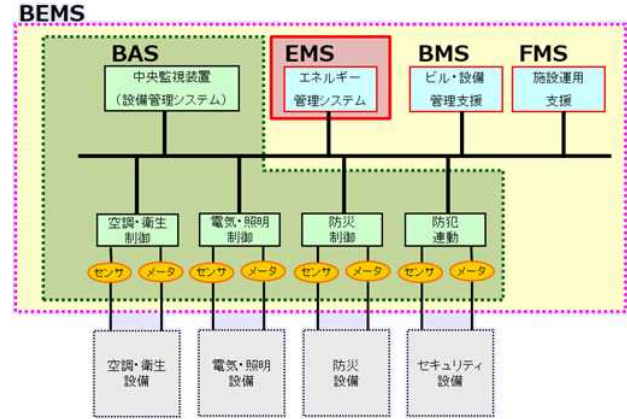 BEMS
BAS
EMS
BMS
FMS
中央監視装置
(設備管理システム)
エネルギー
管理システム
ビル・設備
管理支援
施設運用
支援
空調・衛生
制御
電気・照明
制御
防災
制御
防犯
連動
センサ
メータ
センサ
メータ
センサ
メータ
センサ
メータ
空調・衛生
設備
電気・照明
設備
防災
設備
セキュリティ
設備